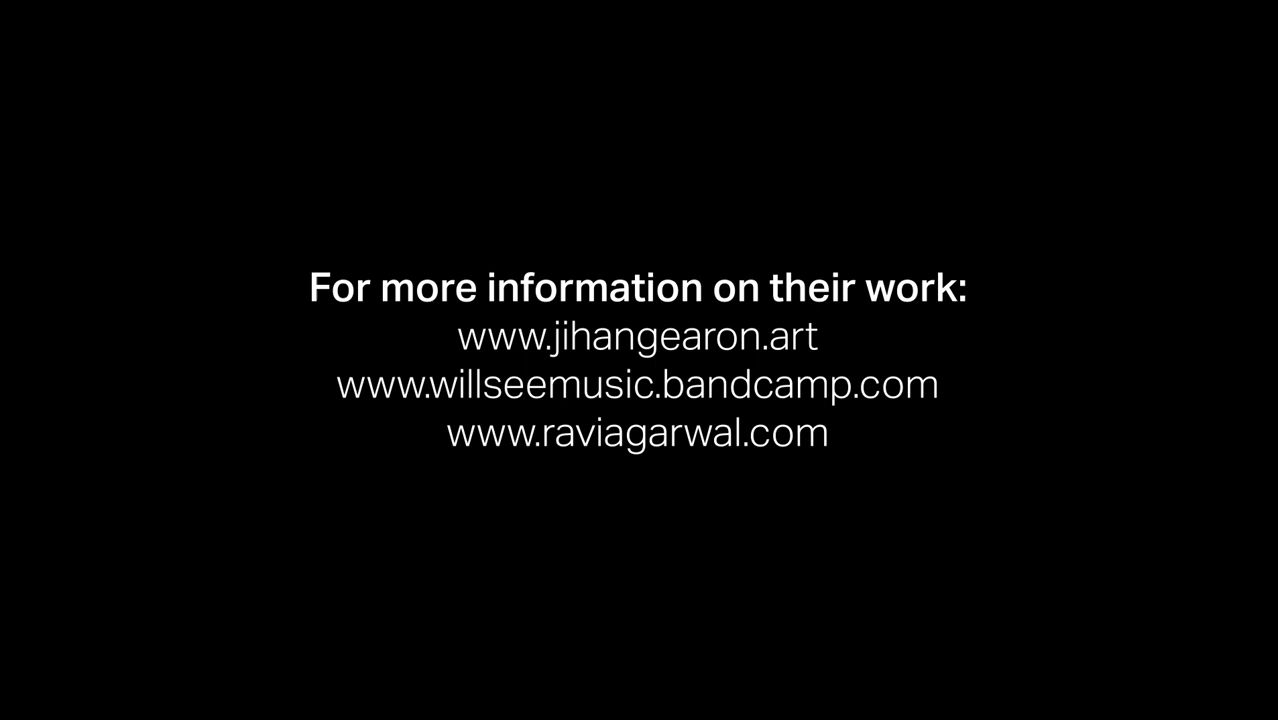 For more information on their work:
www.jihangearon.art
www.willseemusic.bandcamp.com
www.raviagarwal.com